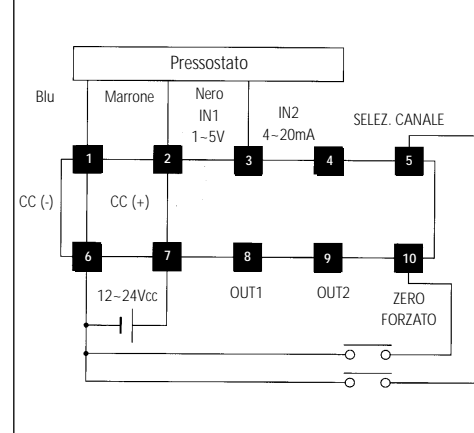 Pressostato
Blu
Marrone
Nero
IN1
1~5V
IN2
4~20mA
SELEZ. CANALE
1
2
3
4
5
CC (-)
CC (+)
6
7
8
9
10
12~24Vcc
OUT1
OUT2
ZERO
FORZATO